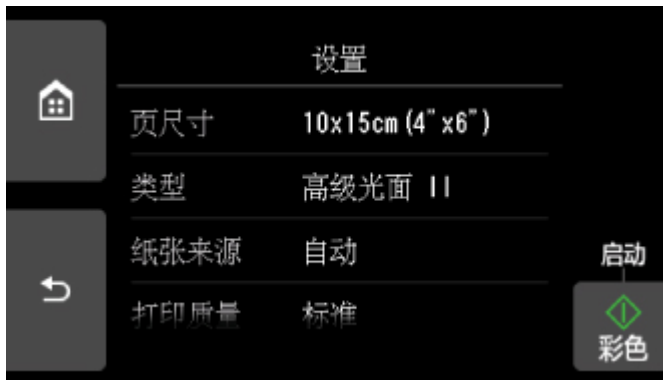 设置
页尺寸 10x15cm(4"x6")
类型 高级光面 II
纸张来源 自动
打印质量 标准
启动
彩色